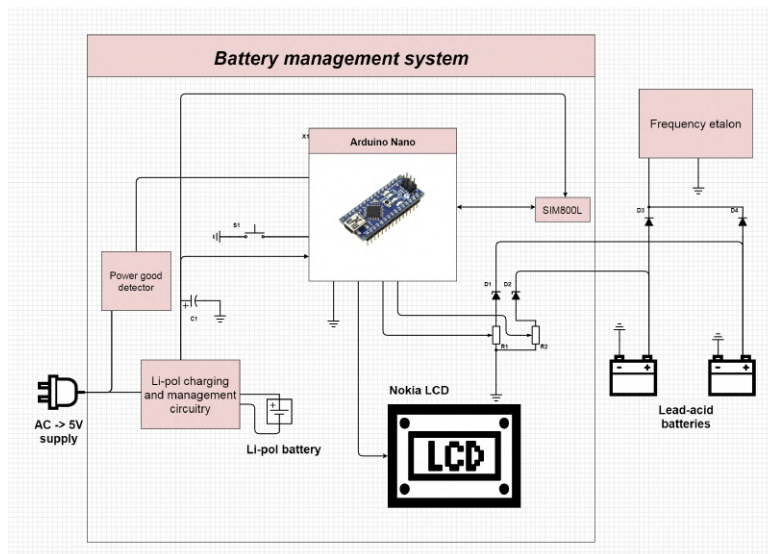 Battery management system
Frequency etalon
X1
Arduino Nano
SIM800L
D3
D4
S1
Power good
detector
D1
D2
+
C1
R1
R2
- +
- +
Li-pol charging
and management
circuitry
+
Nokia LCD
AC -> 5V
supply
Li-pol battery
LCD
Lead-acid
batteries